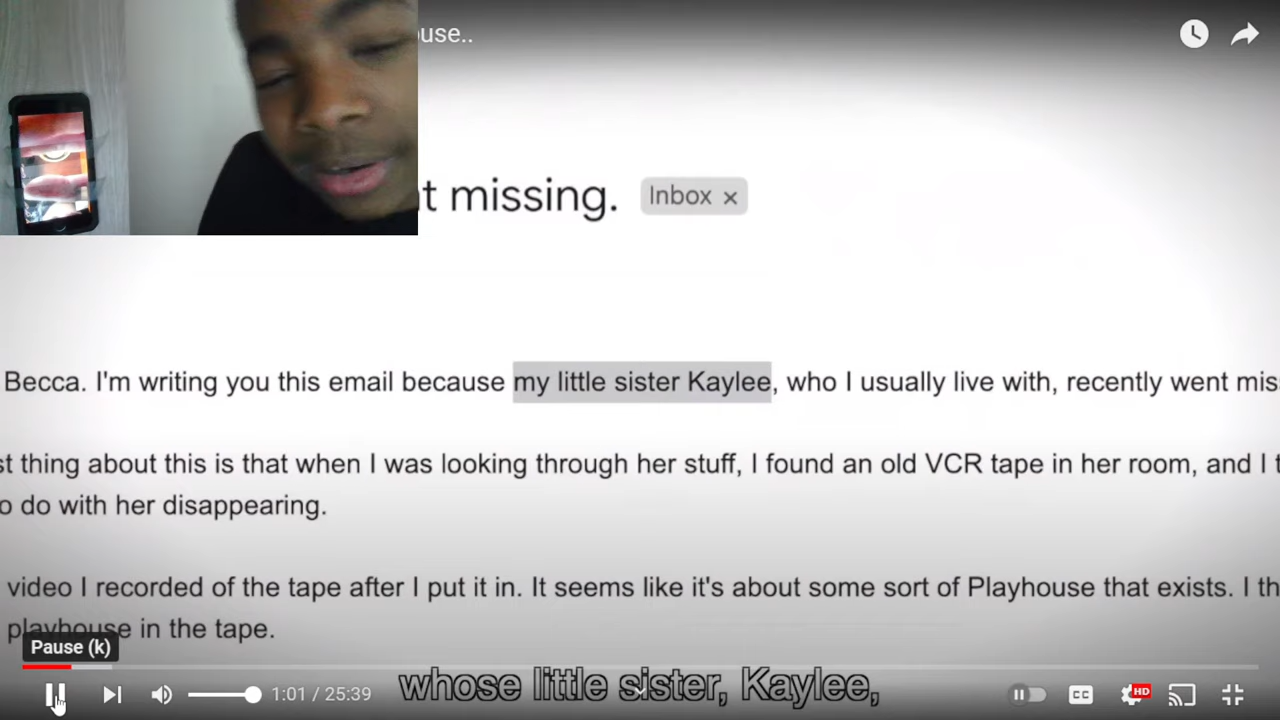 use..
t missing.
Inbox x
Becca. I'm writing you this email because my little sister Kaylee, who I usually live with, recently went mis
st thing about this is that when I was looking through her stuff, I found an old VCR tape in her room, and I t
o do with her disappearing.
video I recorded of the tape after I put it in. It seems like it's about some sort of Playhouse that exists. I th
playhouse in the tape.
Pause (k)
whose little sister, Kaylee,
1:01 / 25:39
CC
HD